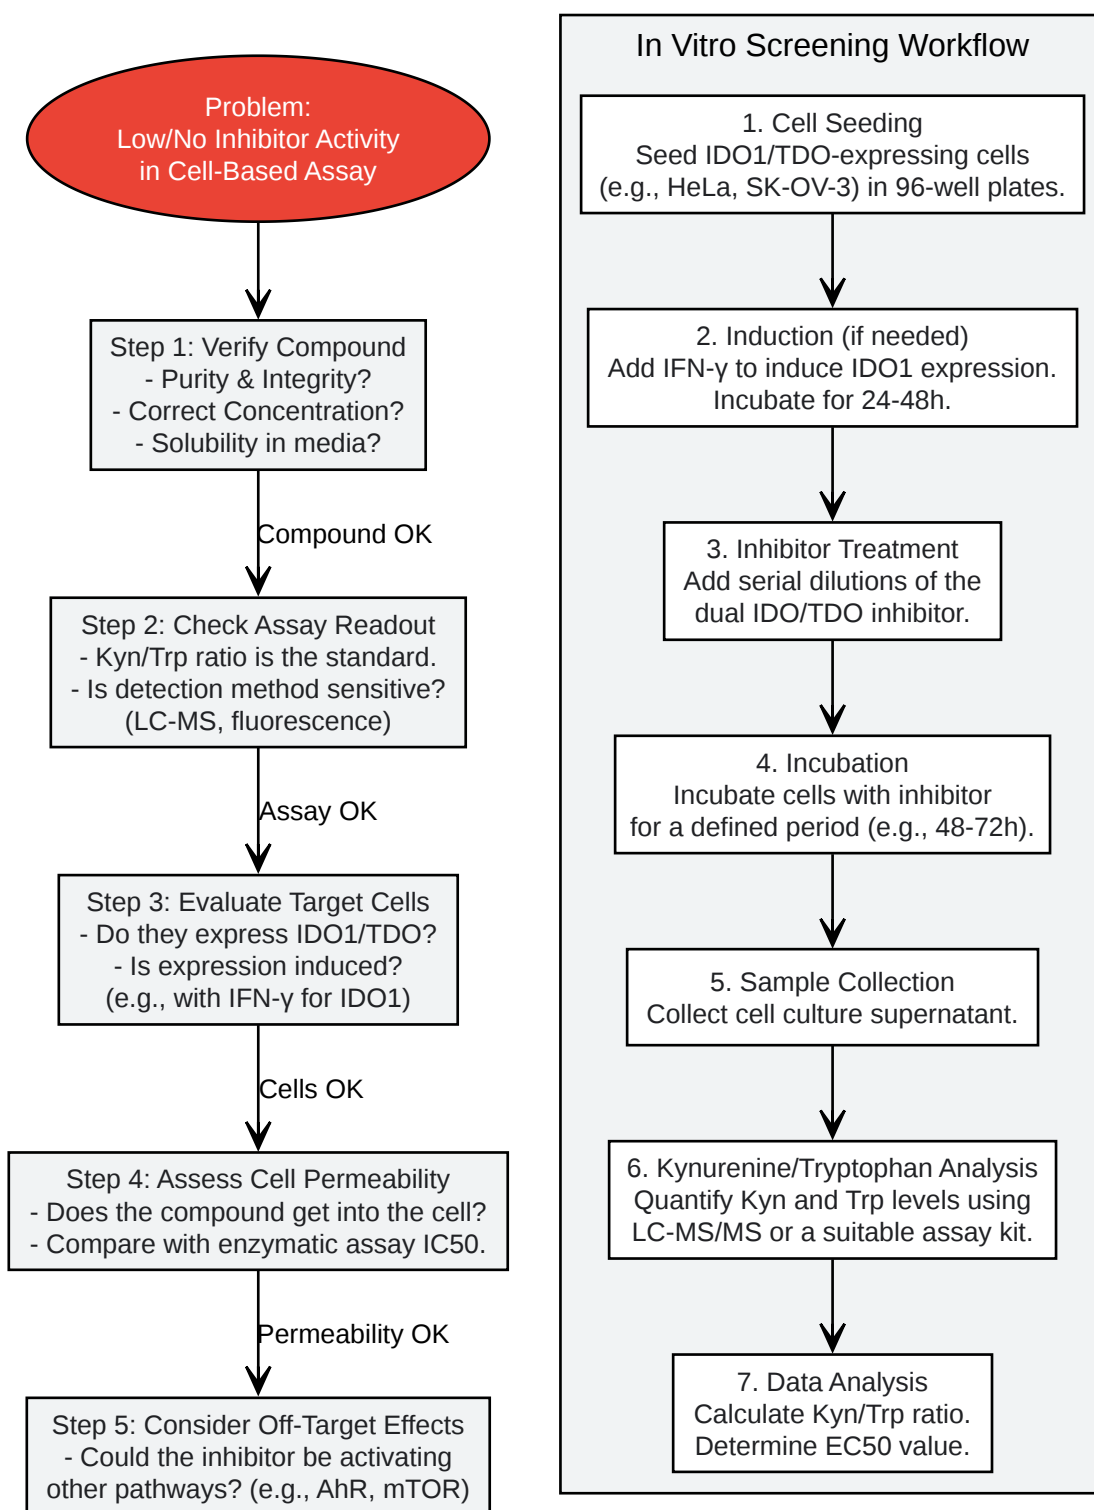 Problem:
Low/No Inhibitor Activity
in Cell-Based Assay
Step 1: Verify Compound
- Purity & Integrity?
- Correct Concentration?
- Solubility in media?
Compound OK
Step 2: Check Assay Readout
- Kyn/Trp ratio is the standard.
- Is detection method sensitive?
(LC-MS, fluorescence)
Assay OK
Step 3: Evaluate Target Cells
- Do they express IDO1/TDO?
- Is expression induced?
(e.g., with IFN-γ for IDO1)
Cells OK
Step 4: Assess Cell Permeability
- Does the compound get into the cell?
- Compare with enzymatic assay IC50.
Permeability OK
Step 5: Consider Off-Target Effects
- Could the inhibitor be activating
other pathways? (e.g., AhR, mTOR)
In Vitro Screening Workflow
1. Cell Seeding
Seed IDO1/TDO-expressing cells
(e.g., HeLa, SK-OV-3) in 96-well plates.
2. Induction (if needed)
Add IFN-γ to induce IDO1 expression.
Incubate for 24-48h.
3. Inhibitor Treatment
Add serial dilutions of the
dual IDO/TDO inhibitor.
4. Incubation
Incubate cells with inhibitor
for a defined period (e.g., 48-72h).
5. Sample Collection
Collect cell culture supernatant.
6. Kynurenine/Tryptophan Analysis
Quantify Kyn and Trp levels using
LC-MS/MS or a suitable assay kit.
7. Data Analysis
Calculate Kyn/Trp ratio.
Determine EC50 value.